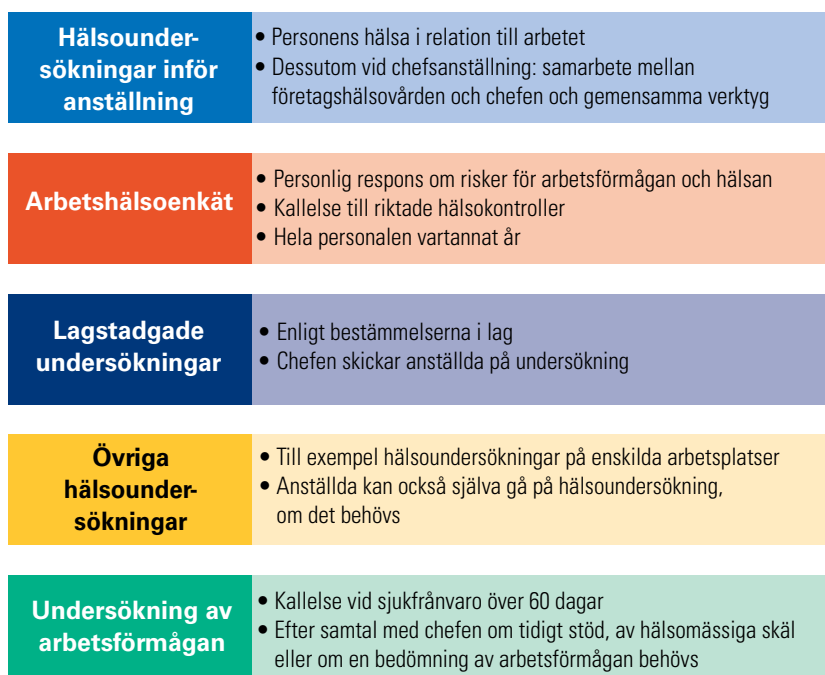 Hälsounder-
sökningar inför
anställning
• Personens hälsa i relation till arbetet
• Dessutom vid chefsanställning: samarbete mellan
företagshälsovården och chefen och gemensamma verktyg
Arbetshälsoenkät
• Personlig respons om risker för arbetsförmågan och hälsan
• Kallelse till riktade hälsokontroller
• Hela personalen vartannat år
Lagstadgade
undersökningar
• Enligt bestämmelserna i lag
• Chefen skickar anställda på undersökning
Övriga
hälsounder-
sökningar
• Till exempel hälsoundersökningar på enskilda arbetsplatser
• Anställda kan också själva gå på hälsoundersökning,
om det behövs
Undersökning av
arbetsförmågan
• Kallelse vid sjukfrånvaro över 60 dagar
• Efter samtal med chefen om tidigt stöd, av hälsomässiga skäl
eller om en bedömning av arbetsförmågan behövs